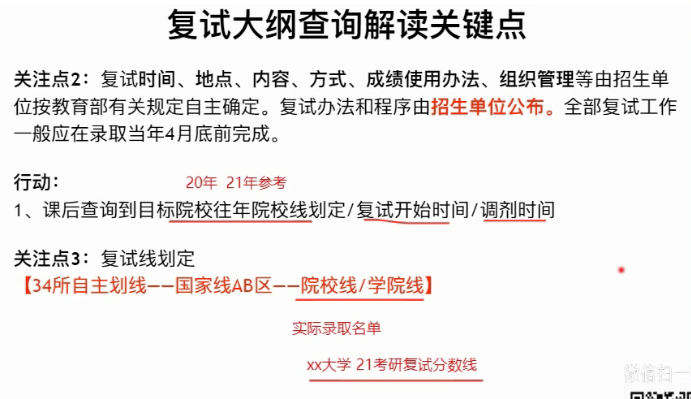 复试大纲查询解读关键点
关注点2：复试时间、地点、内容、方式、成绩使用办法、组织管理等由招生单
位按教育部有关规定自主确定。复试办法和程序由招生单位公布。全部复试工作
一般应在录取当年4月底前完成。
行动：
20年 21年参考
1、课后查询到目标院校往年院校线划定/复试开始时间/调剂时间
关注点3：复试线划定
【34所自主划线——国家线AB区——院校线/学院线】
实际录取名单
xx大学 21考研复试分数线
微信扫一